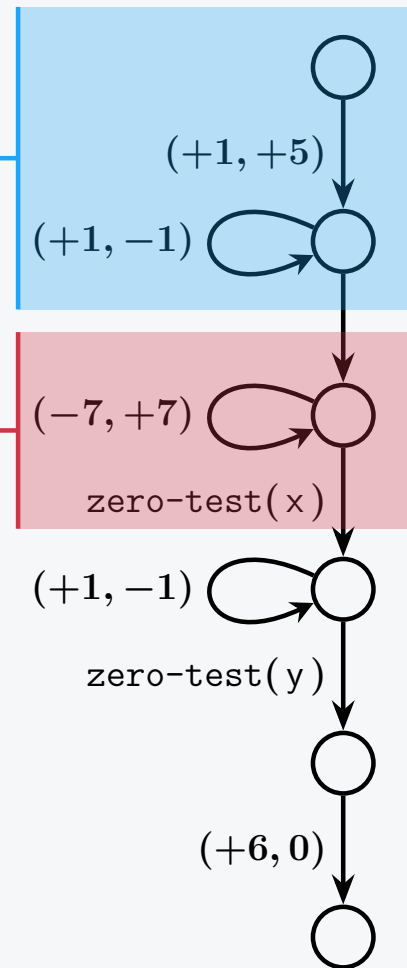 (+1, +5)
(+1, −1)
(−7, +7)
zero-test(x)
(+1, −1)
zero-test(y)
(+6, 0)